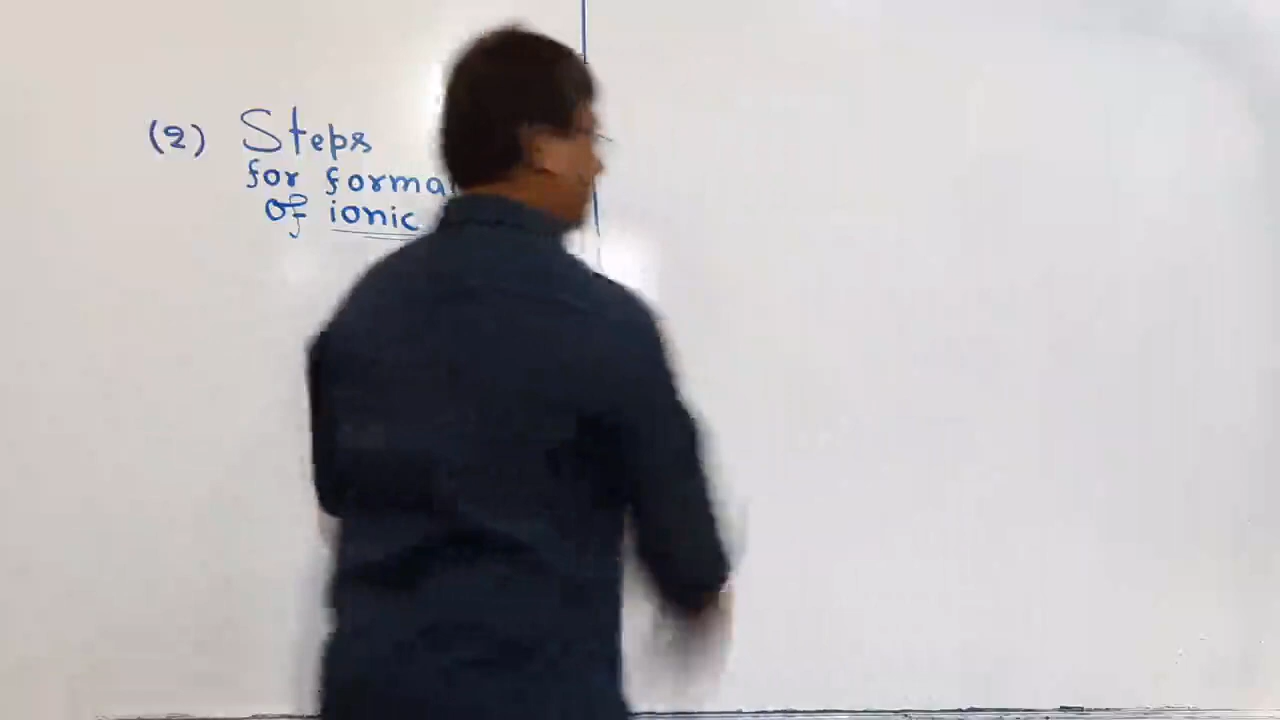 (2) Steps
for forma
of ionic